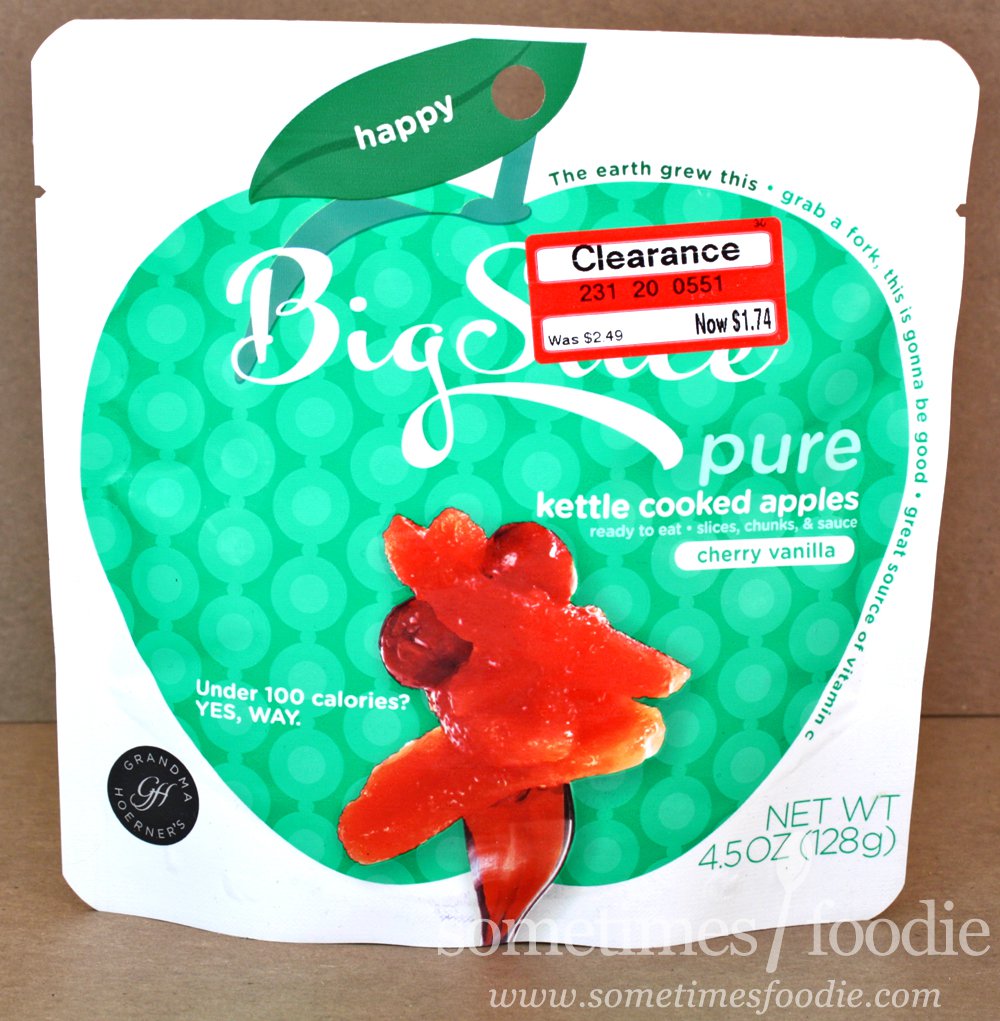 happy
The earth grew this • grab a fork, this is gonna be good • great source of vitamin c
Clearance
231 20 0551
Was $2.49
Now $1.74
Big
pure
kettle cooked apples
ready to eat • slices, chunks, & sauce
cherry vanilla
Under 100 calories?
YES, WAY.
GRANDMA
GH
HOERNER'S
NET WT
4.5OZ (128g)
sometimes/foodie
www.sometimesfoodie.com